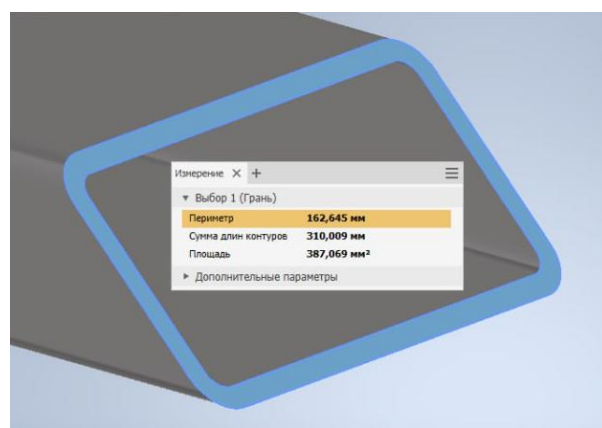 Измерение × +
Выбор 1 (Грань)
Периметр 162,645 мм
Сумма длин контуров 310,009 мм
Площадь 387,069 мм²
Дополнительные параметры